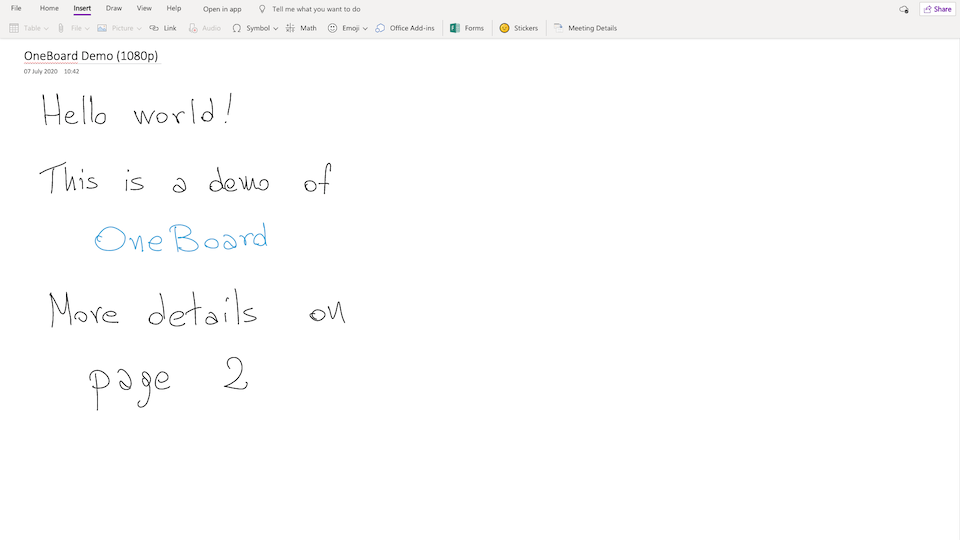 File Home Insert Draw View Help Open in app Tell me what you want to do Share
Table File Picture Link Audio Symbol Math Emoji Office Add-ins Forms Stickers Meeting Details
OneBoard Demo (1080p)
07 July 2020 10:42
Hello world!
This is a demo of
OneBoard
More details on
page 2